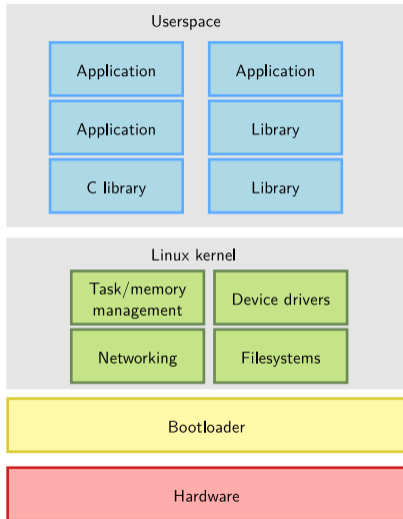 Userspace
Application
Application
Application
Library
C library
Library
Linux kernel
Task/memory
management
Device drivers
Networking
Filesystems
Bootloader
Hardware